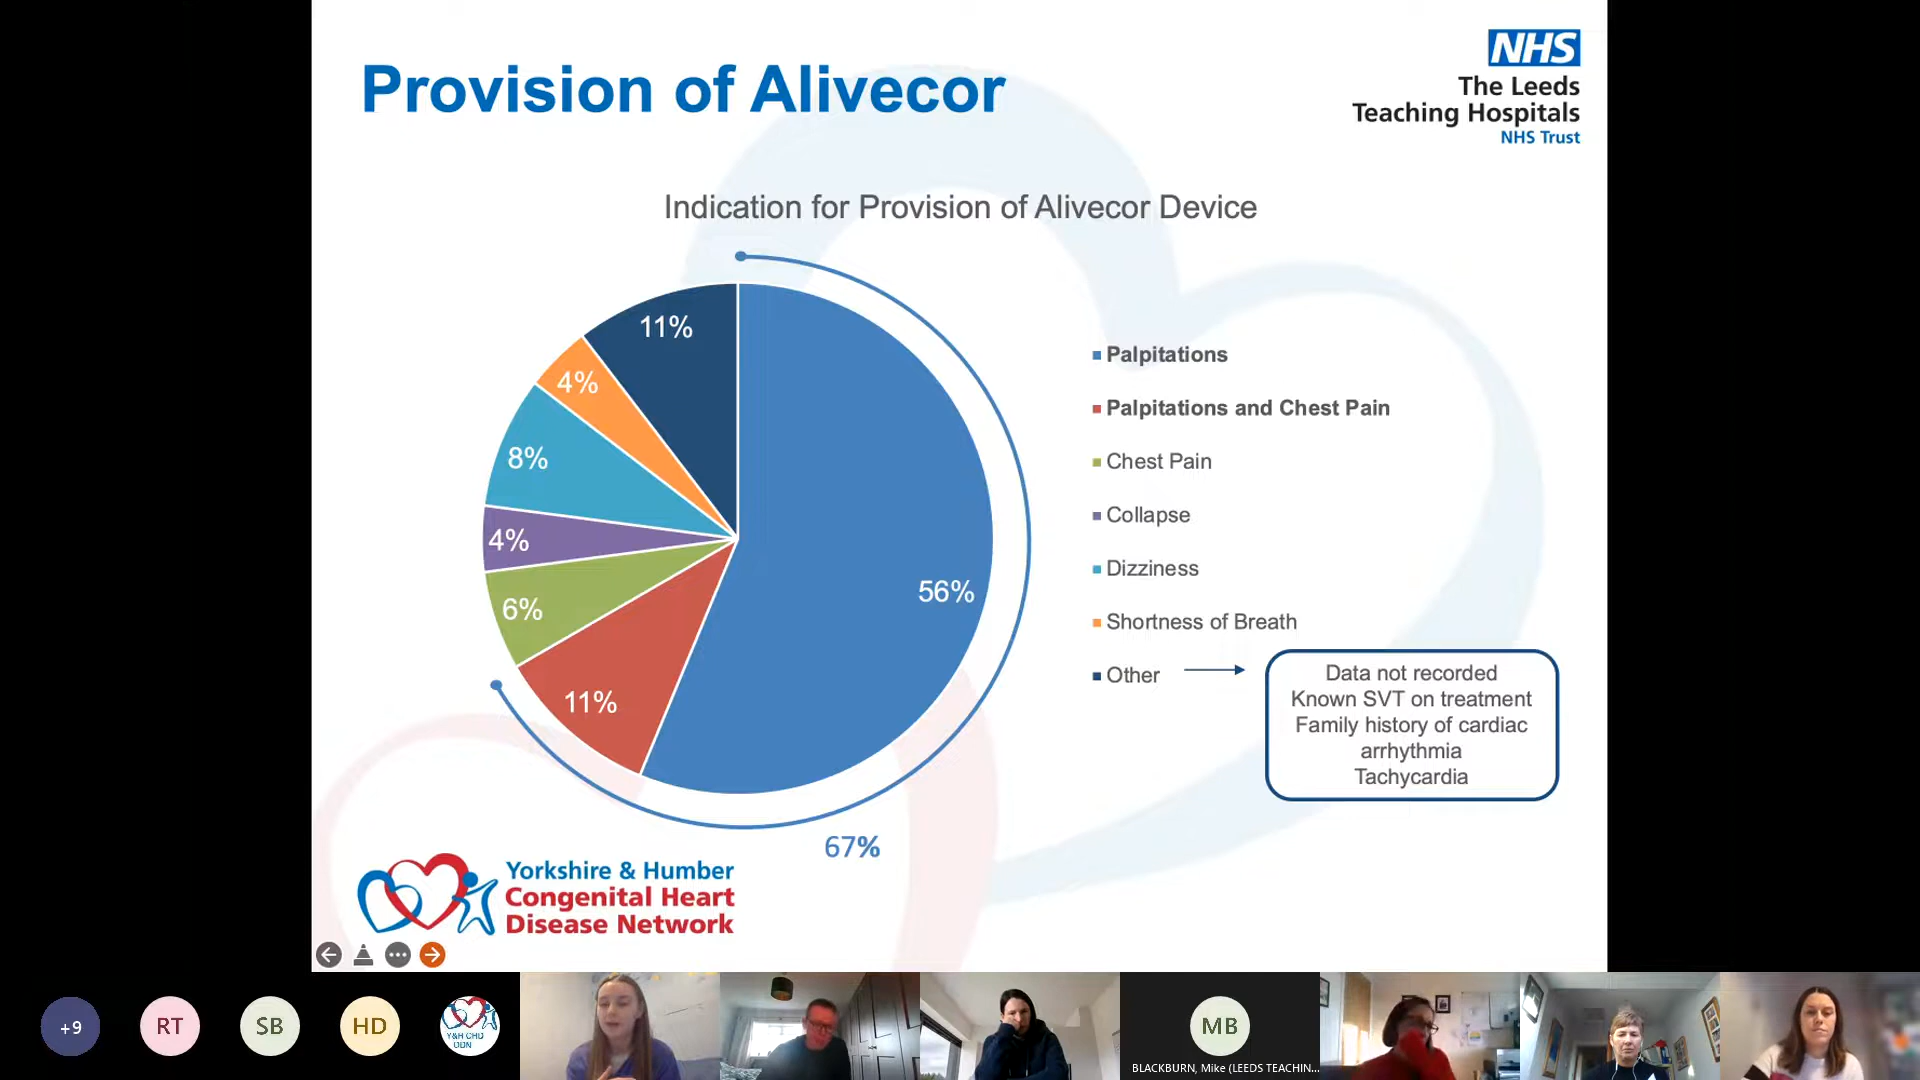 Provision of Alivecor
NHS
The Leeds
Teaching Hospitals
NHS Trust
Indication for Provision of Alivecor Device
11%
4%
8%
4%
6%
11%
56%
67%
Palpitations
Palpitations and Chest Pain
Chest Pain
Collapse
Dizziness
Shortness of Breath
Other
Data not recorded
Known SVT on treatment
Family history of cardiac
arrhythmia
Tachycardia
Yorkshire & Humber
Congenital Heart
Disease Network
+9
RT
SB
HD
Y&H CHD
ODN
MB
BLACKBURN, Mike (LEEDS TEACHIN...